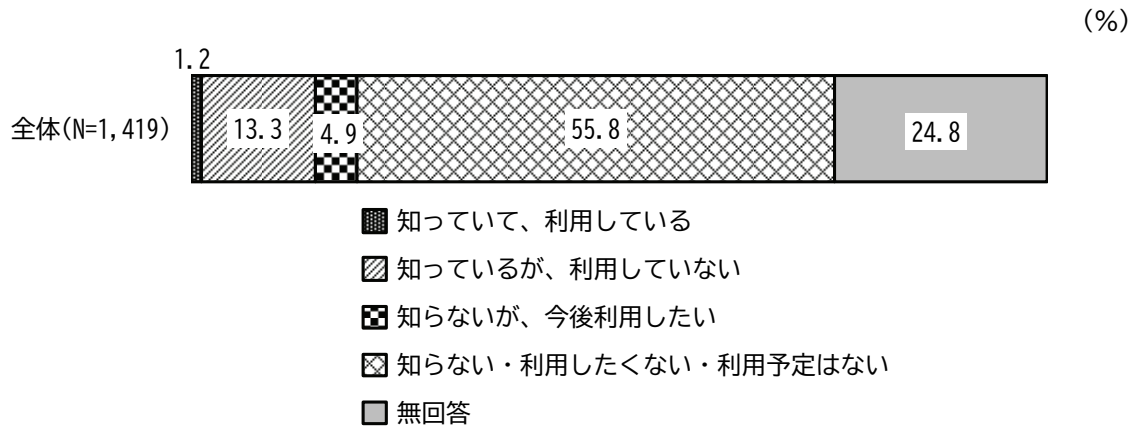 (%)
1.2
全体(N=1,419)
13.3
4.9
55.8
24.8
知っていて、利用している
知っているが、利用していない
知らないが、今後利用したい
知らない・利用したくない・利用予定はない
無回答